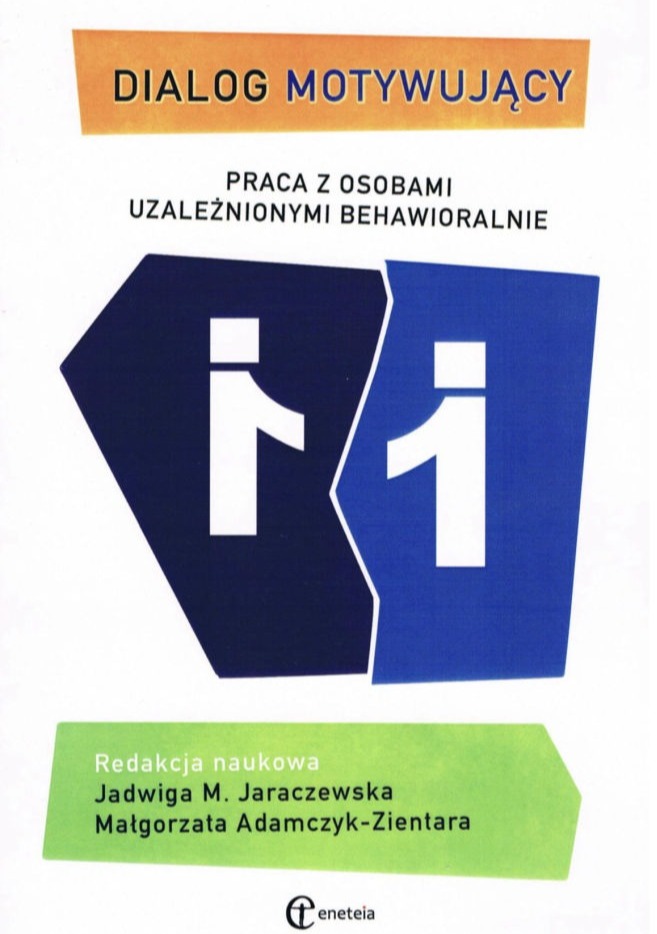 DIALOG MOTYWUJĄCY
PRACA Z OSOBAMI
UZALEŻNIONYMI BEHAWIORALNIE
Redakcja naukowa
Jadwiga M. Jaraczewska
Małgorzata Adamczyk-Zientara
eneteia